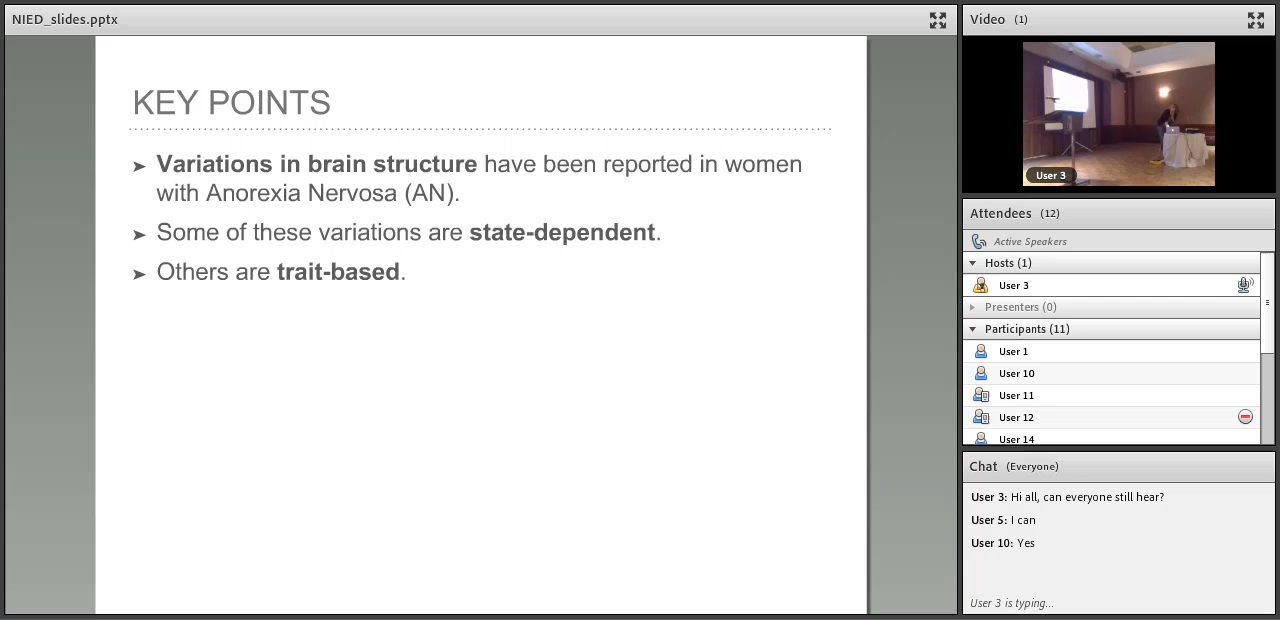 NIED_slides.pptx
KEY POINTS
➤ Variations in brain structure have been reported in women
with Anorexia Nervosa (AN).
➤ Some of these variations are state-dependent.
➤ Others are trait-based.
Video (1)
User 3
Attendees (12)
Active Speakers
Hosts (1)
User 3
Presenters (0)
Participants (11)
User 1
User 10
User 11
User 12
User 14
Chat (Everyone)
User 3: Hi all, can everyone still hear?
User 5: I can
User 10: Yes
User 3 is typing...